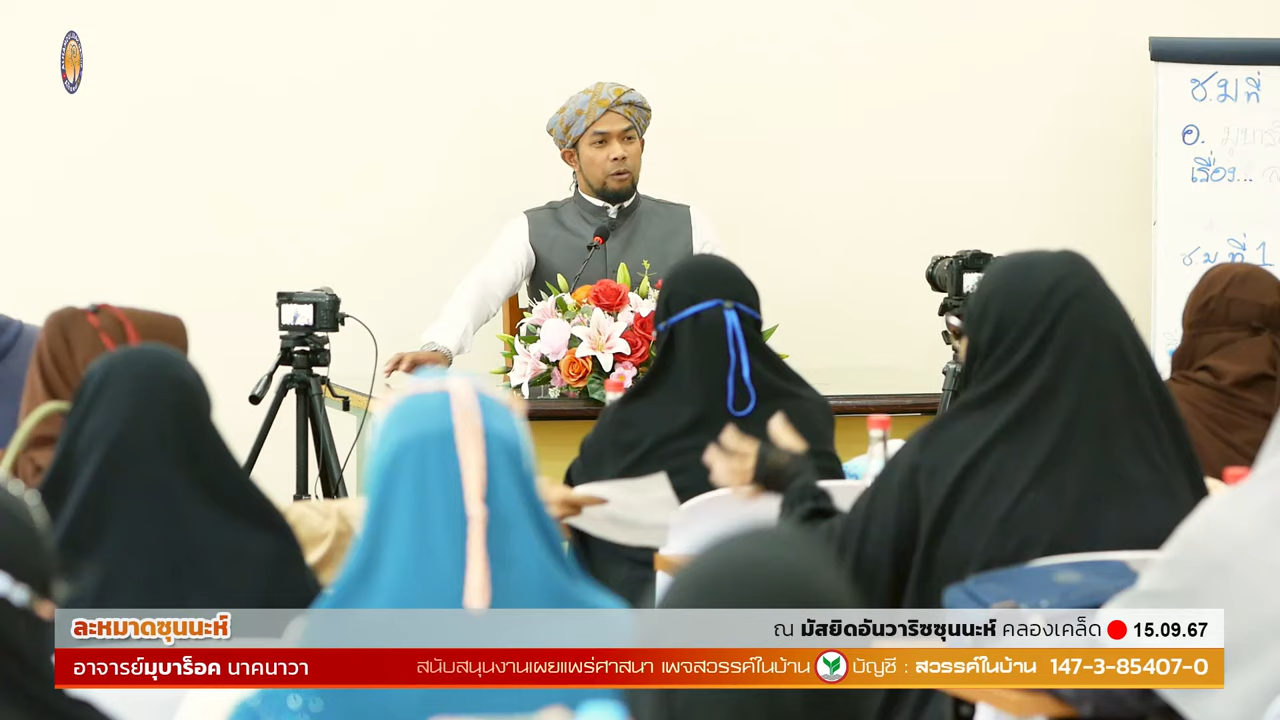 ช.ม ที่
อ. มูบาร
เรื่อง...
ช.ม ที่ 1
ละหมาดซุนนะห์
ณ มัสยิดอันวาริซซุนนะห์ คลองเคล็ด 15.09.67
อาจารย์มุบาร็อค นาคนาวา
สนับสนุนงานเผยแพร่ศาสนา เพจสวรรค์ในบ้าน บัญชี : สวรรค์ในบ้าน 147-3-85407-0